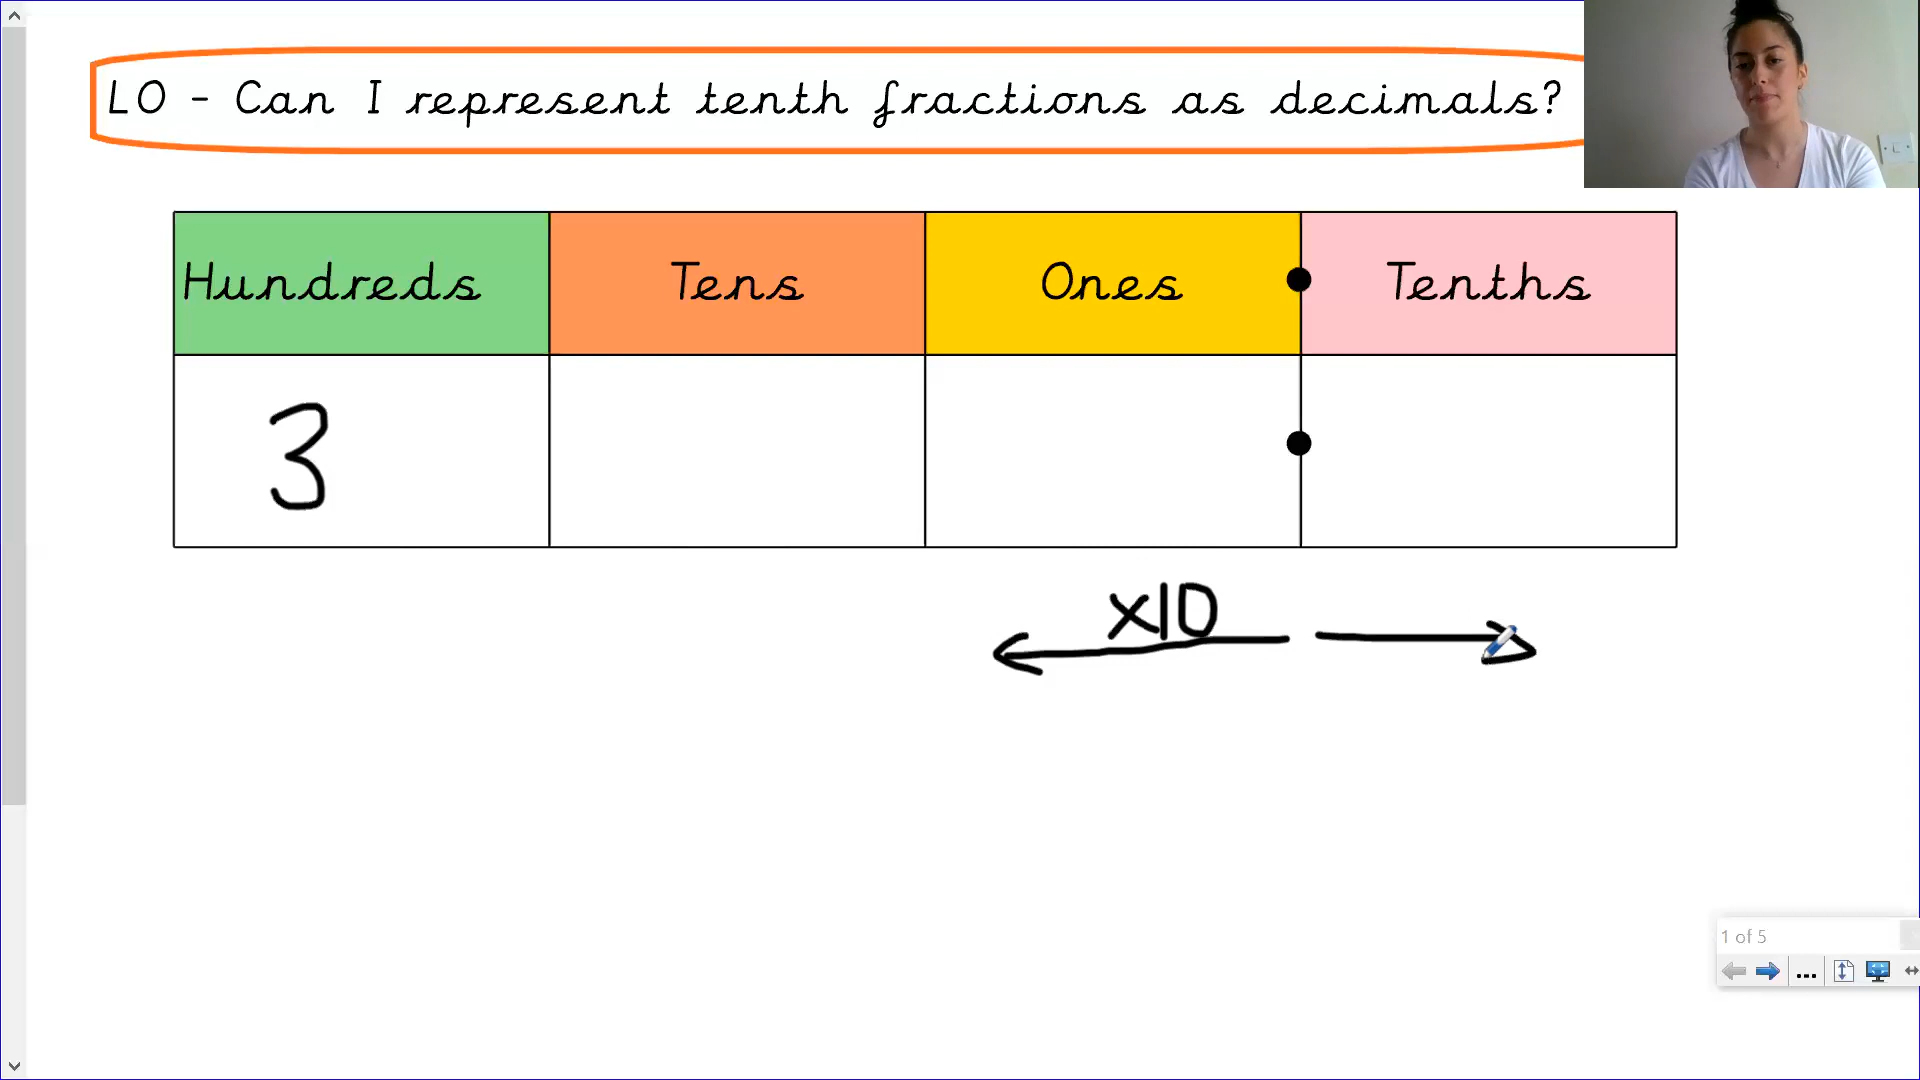 LO - Can I represent tenth fractions as decimals?
Hundreds Tens Ones Tenths
3
x10
1 of 5